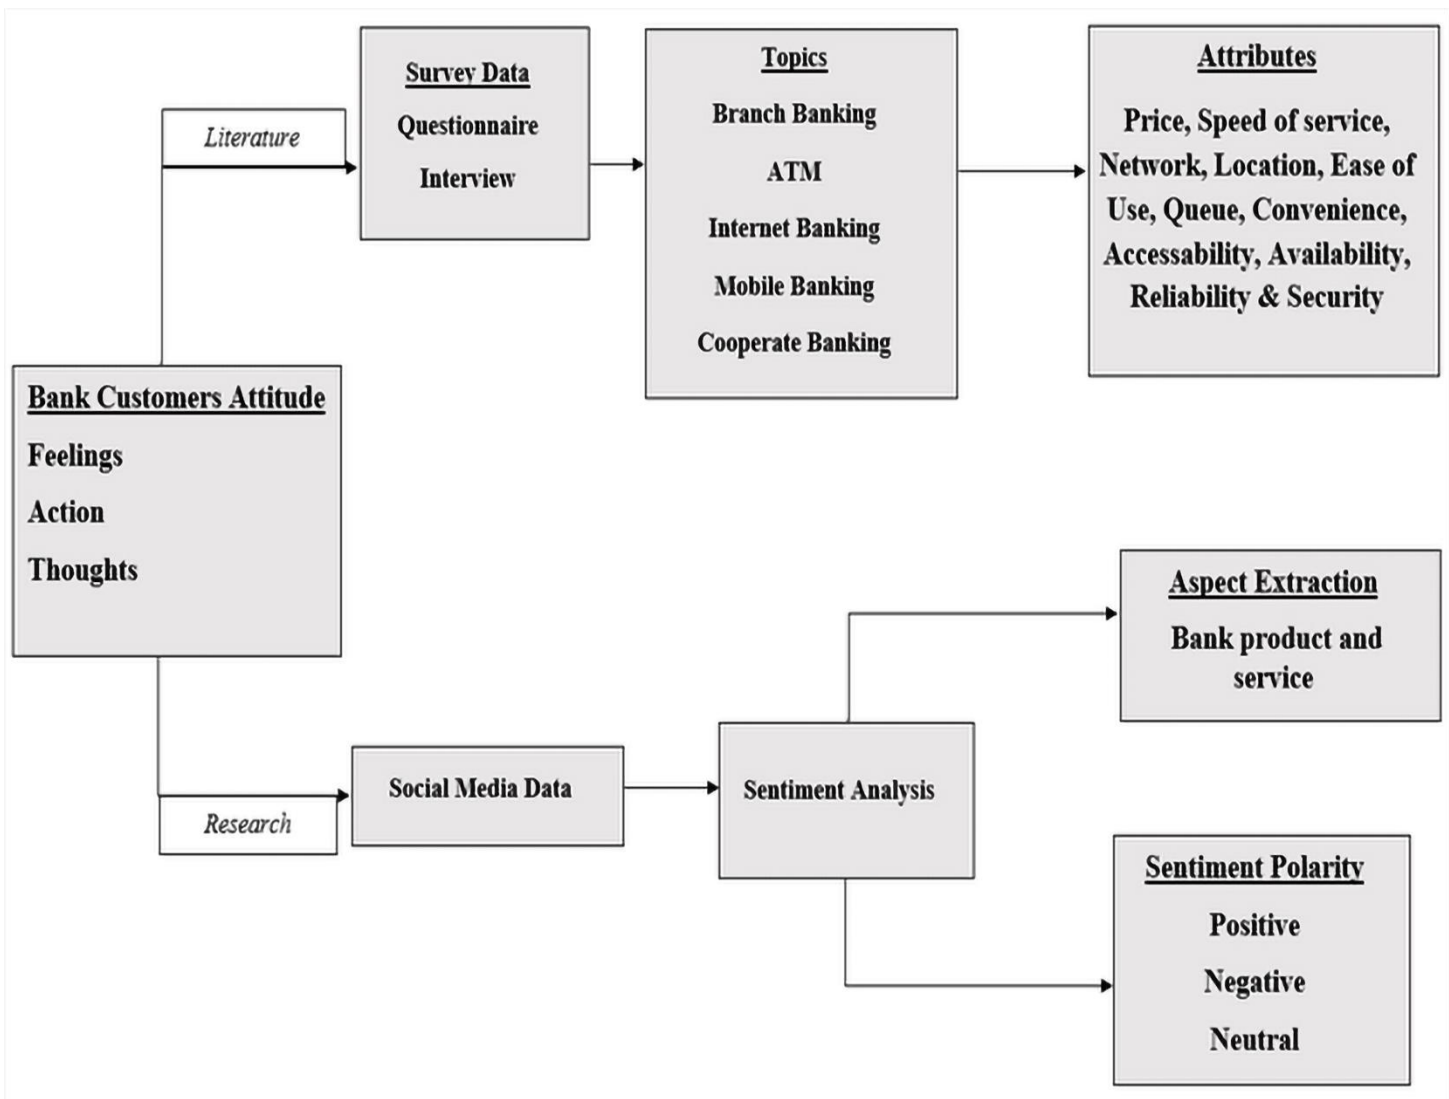 Literature
Survey Data
Questionnaire
Interview
Topics
Branch Banking
ATM
Internet Banking
Mobile Banking
Cooperate Banking
Attributes
Price, Speed of service,
Network, Location, Ease of
Use, Queue, Convenience,
Accessability, Availability,
Reliability & Security
Bank Customers Attitude
Feelings
Action
Thoughts
Research
Social Media Data
Sentiment Analysis
Aspect Extraction
Bank product and
service
Sentiment Polarity
Positive
Negative
Neutral